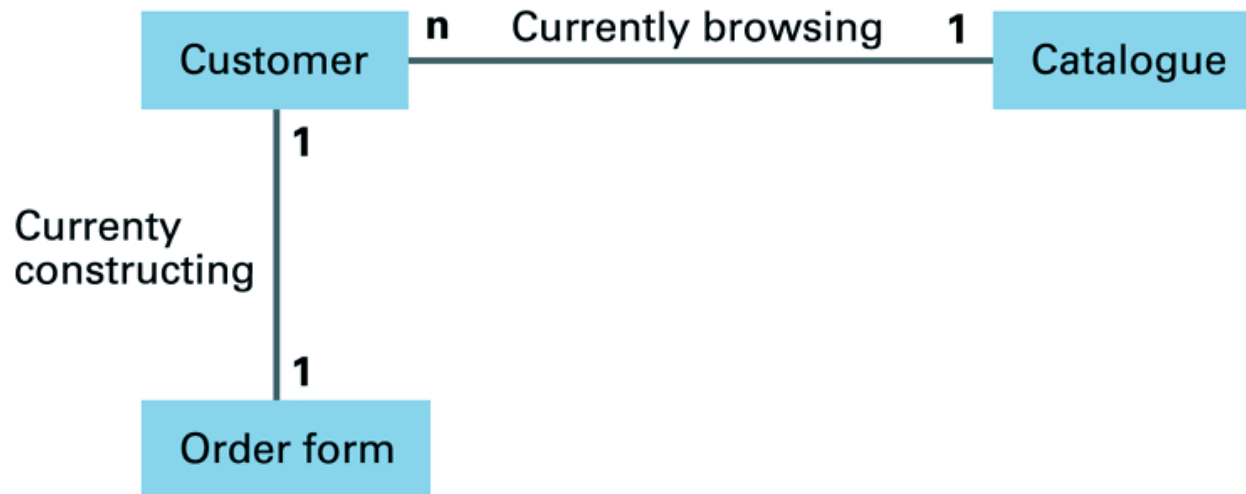 Customer
n
Currently browsing
1
Catalogue
1
Currenty
constructing
1
Order form